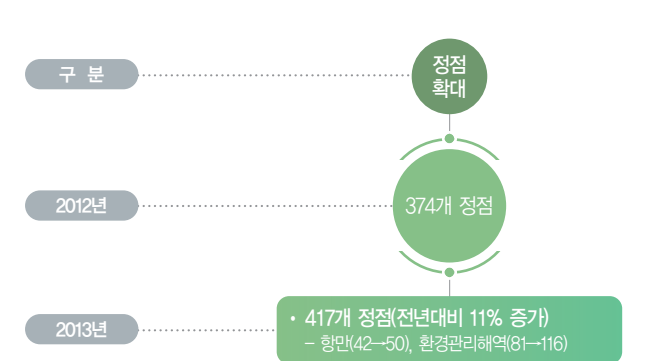 구 분
정점
확대
2012년
374개 정점
2013년
• 417개 정점(전년대비 11% 증가)
– 항만(42→50), 환경관리해역(81→116)